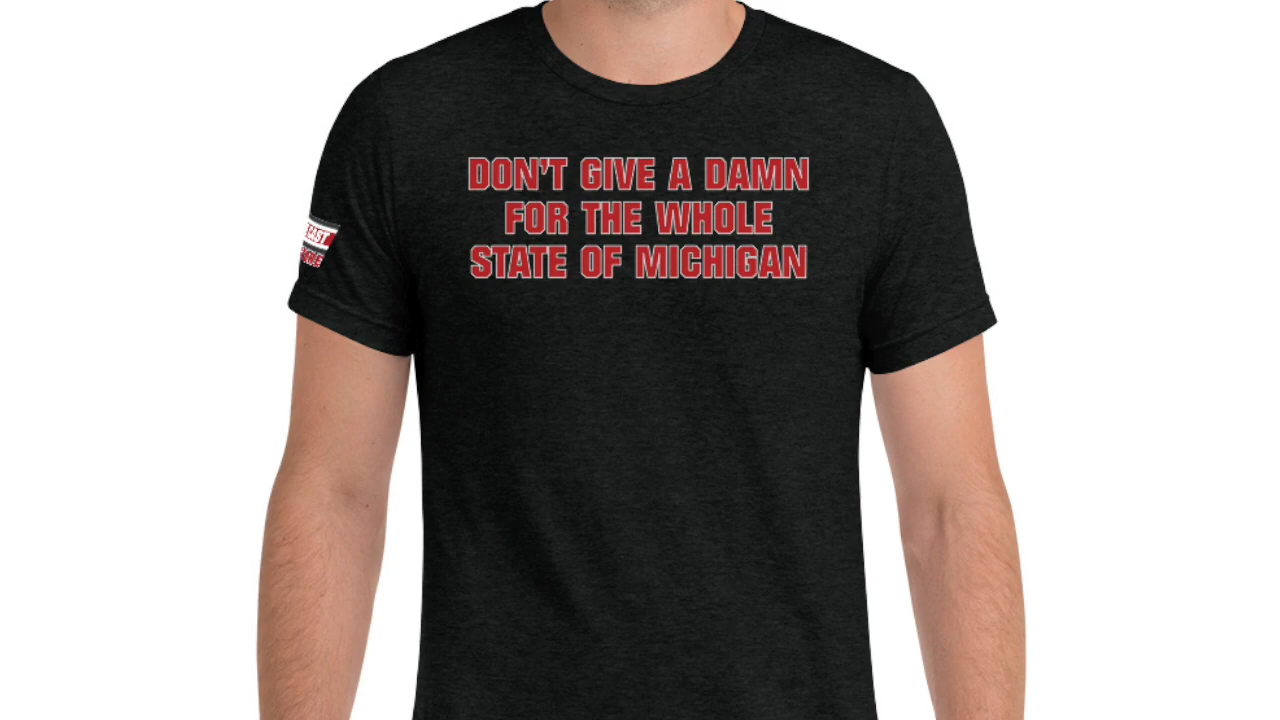 DON'T GIVE A DAMN
FOR THE WHOLE
STATE OF MICHIGAN